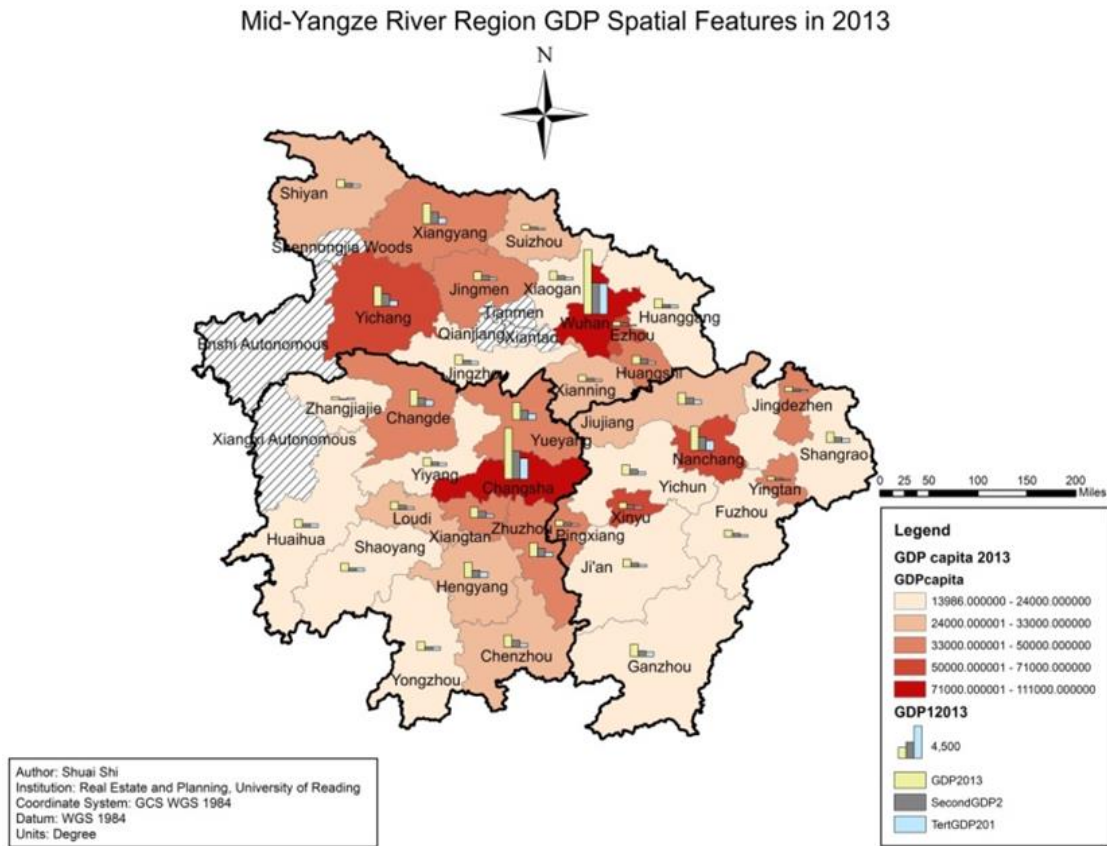 Mid-Yangze River Region GDP Spatial Features in 2013
N
Shiyan
Xiangyang
Suizhou
Shennongjia Woods
Jingmen
Xiaogan
Tianmen
Wuhan
Huanggang
Yichang
Qianjiang
Xiantao
Ezhou
Enshi Autonomous
Jingzhou
Huangshi
Xianning
Zhangjiajie
Changde
Jiujiang
Jingdezhen
Xiangxi Autonomous
Yueyang
Nanchang
Shangrao
Yiyang
Changsha
Yichun
Yingtan
Loudi
Xinyu
Fuzhou
Huaihua
Xiangtan
Zhuzhou
Pingxiang
Shaoyang
Ji'an
Hengyang
Chenzhou
Ganzhou
Yongzhou
0 25 50 100 150 200
Miles
Legend
GDP capita 2013
GDPcapita
13986.000000 - 24000.000000
24000.000001 - 33000.000000
33000.000001 - 50000.000000
50000.000001 - 71000.000000
71000.000001 - 111000.000000
GDP12013
4,500
GDP2013
SecondGDP2
TertGDP201
Author: Shuai Shi
Institution: Real Estate and Planning, University of Reading
Coordinate System: GCS WGS 1984
Datum: WGS 1984
Units: Degree